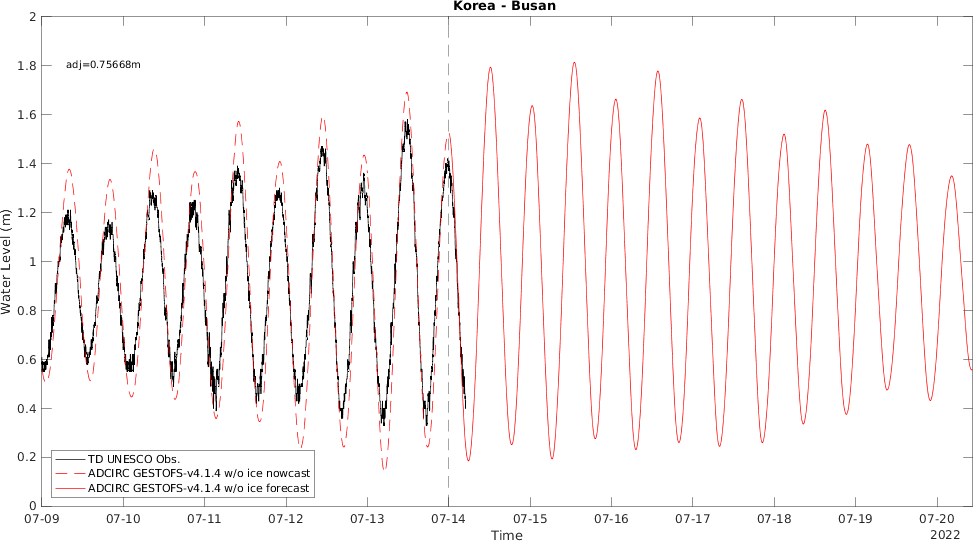 Korea - Busan
2
1.8
1.6
1.4
1.2
1
0.8
0.6
0.4
0.2
0
Water Level (m)
adj=0.75668m
TD UNESCO Obs.
ADCIRC GESTOFS-v4.1.4 w/o ice nowcast
ADCIRC GESTOFS-v4.1.4 w/o ice forecast
07-09 07-10 07-11 07-12 07-13 07-14 07-15 07-16 07-17 07-18 07-19 07-20
2022
Time